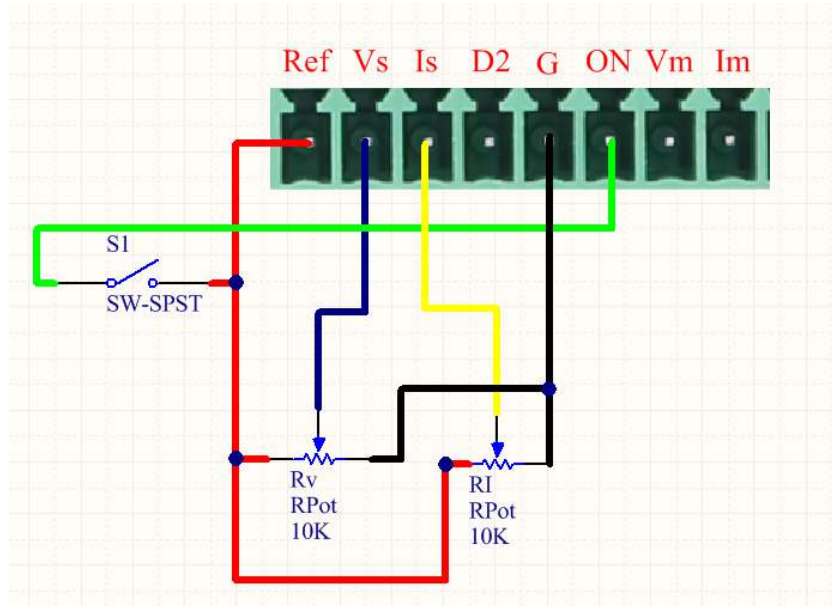 Ref Vs Is D2 G ON Vm Im
S1
SW-SPST
Rv
RPot
10K
RI
RPot
10K